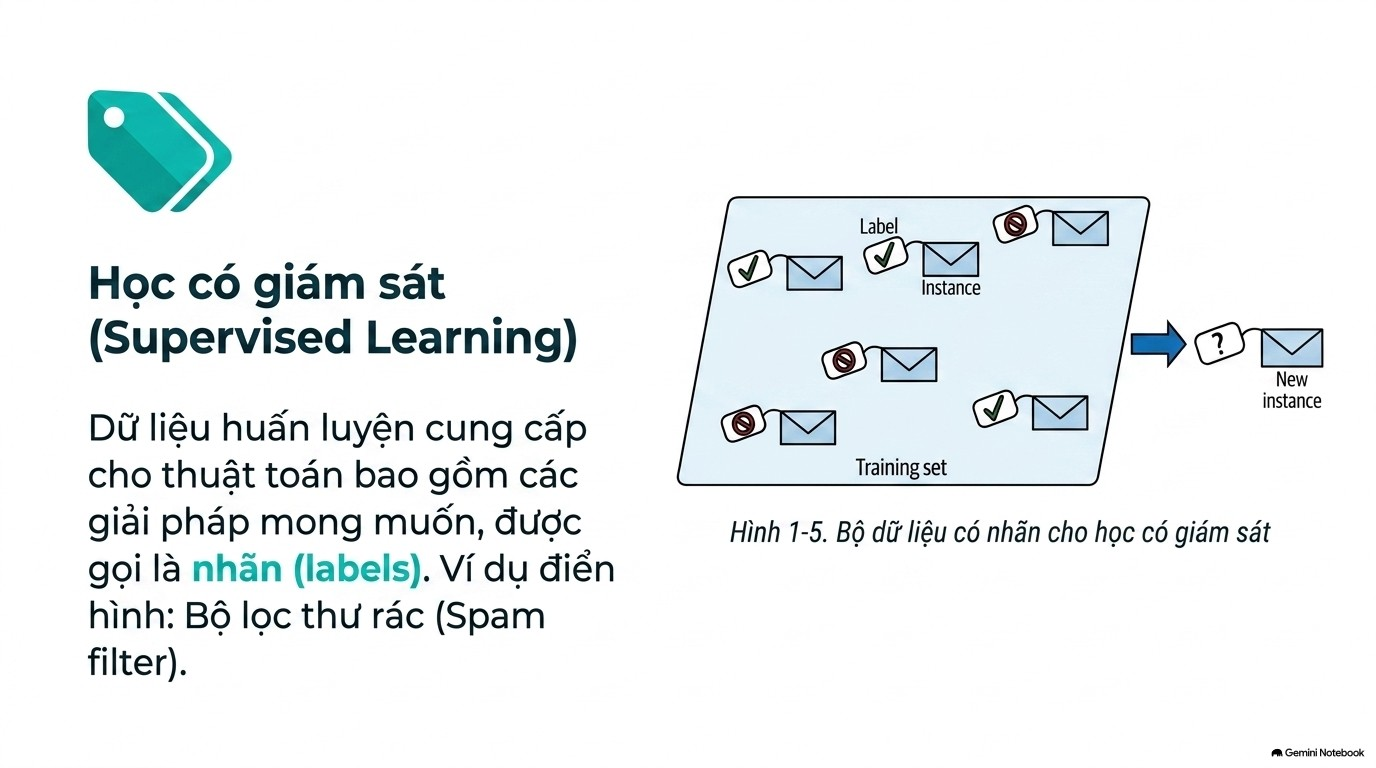 Học có giám sát
(Supervised Learning)
Dữ liệu huấn luyện cung cấp
cho thuật toán bao gồm các
giải pháp mong muốn, được
gọi là nhãn (labels). Ví dụ điển
hình: Bộ lọc thư rác (Spam
filter).
Label
Instance
Training set
?
New
instance
Hình 1-5. Bộ dữ liệu có nhãn cho học có giám sát
Gemini Notebook